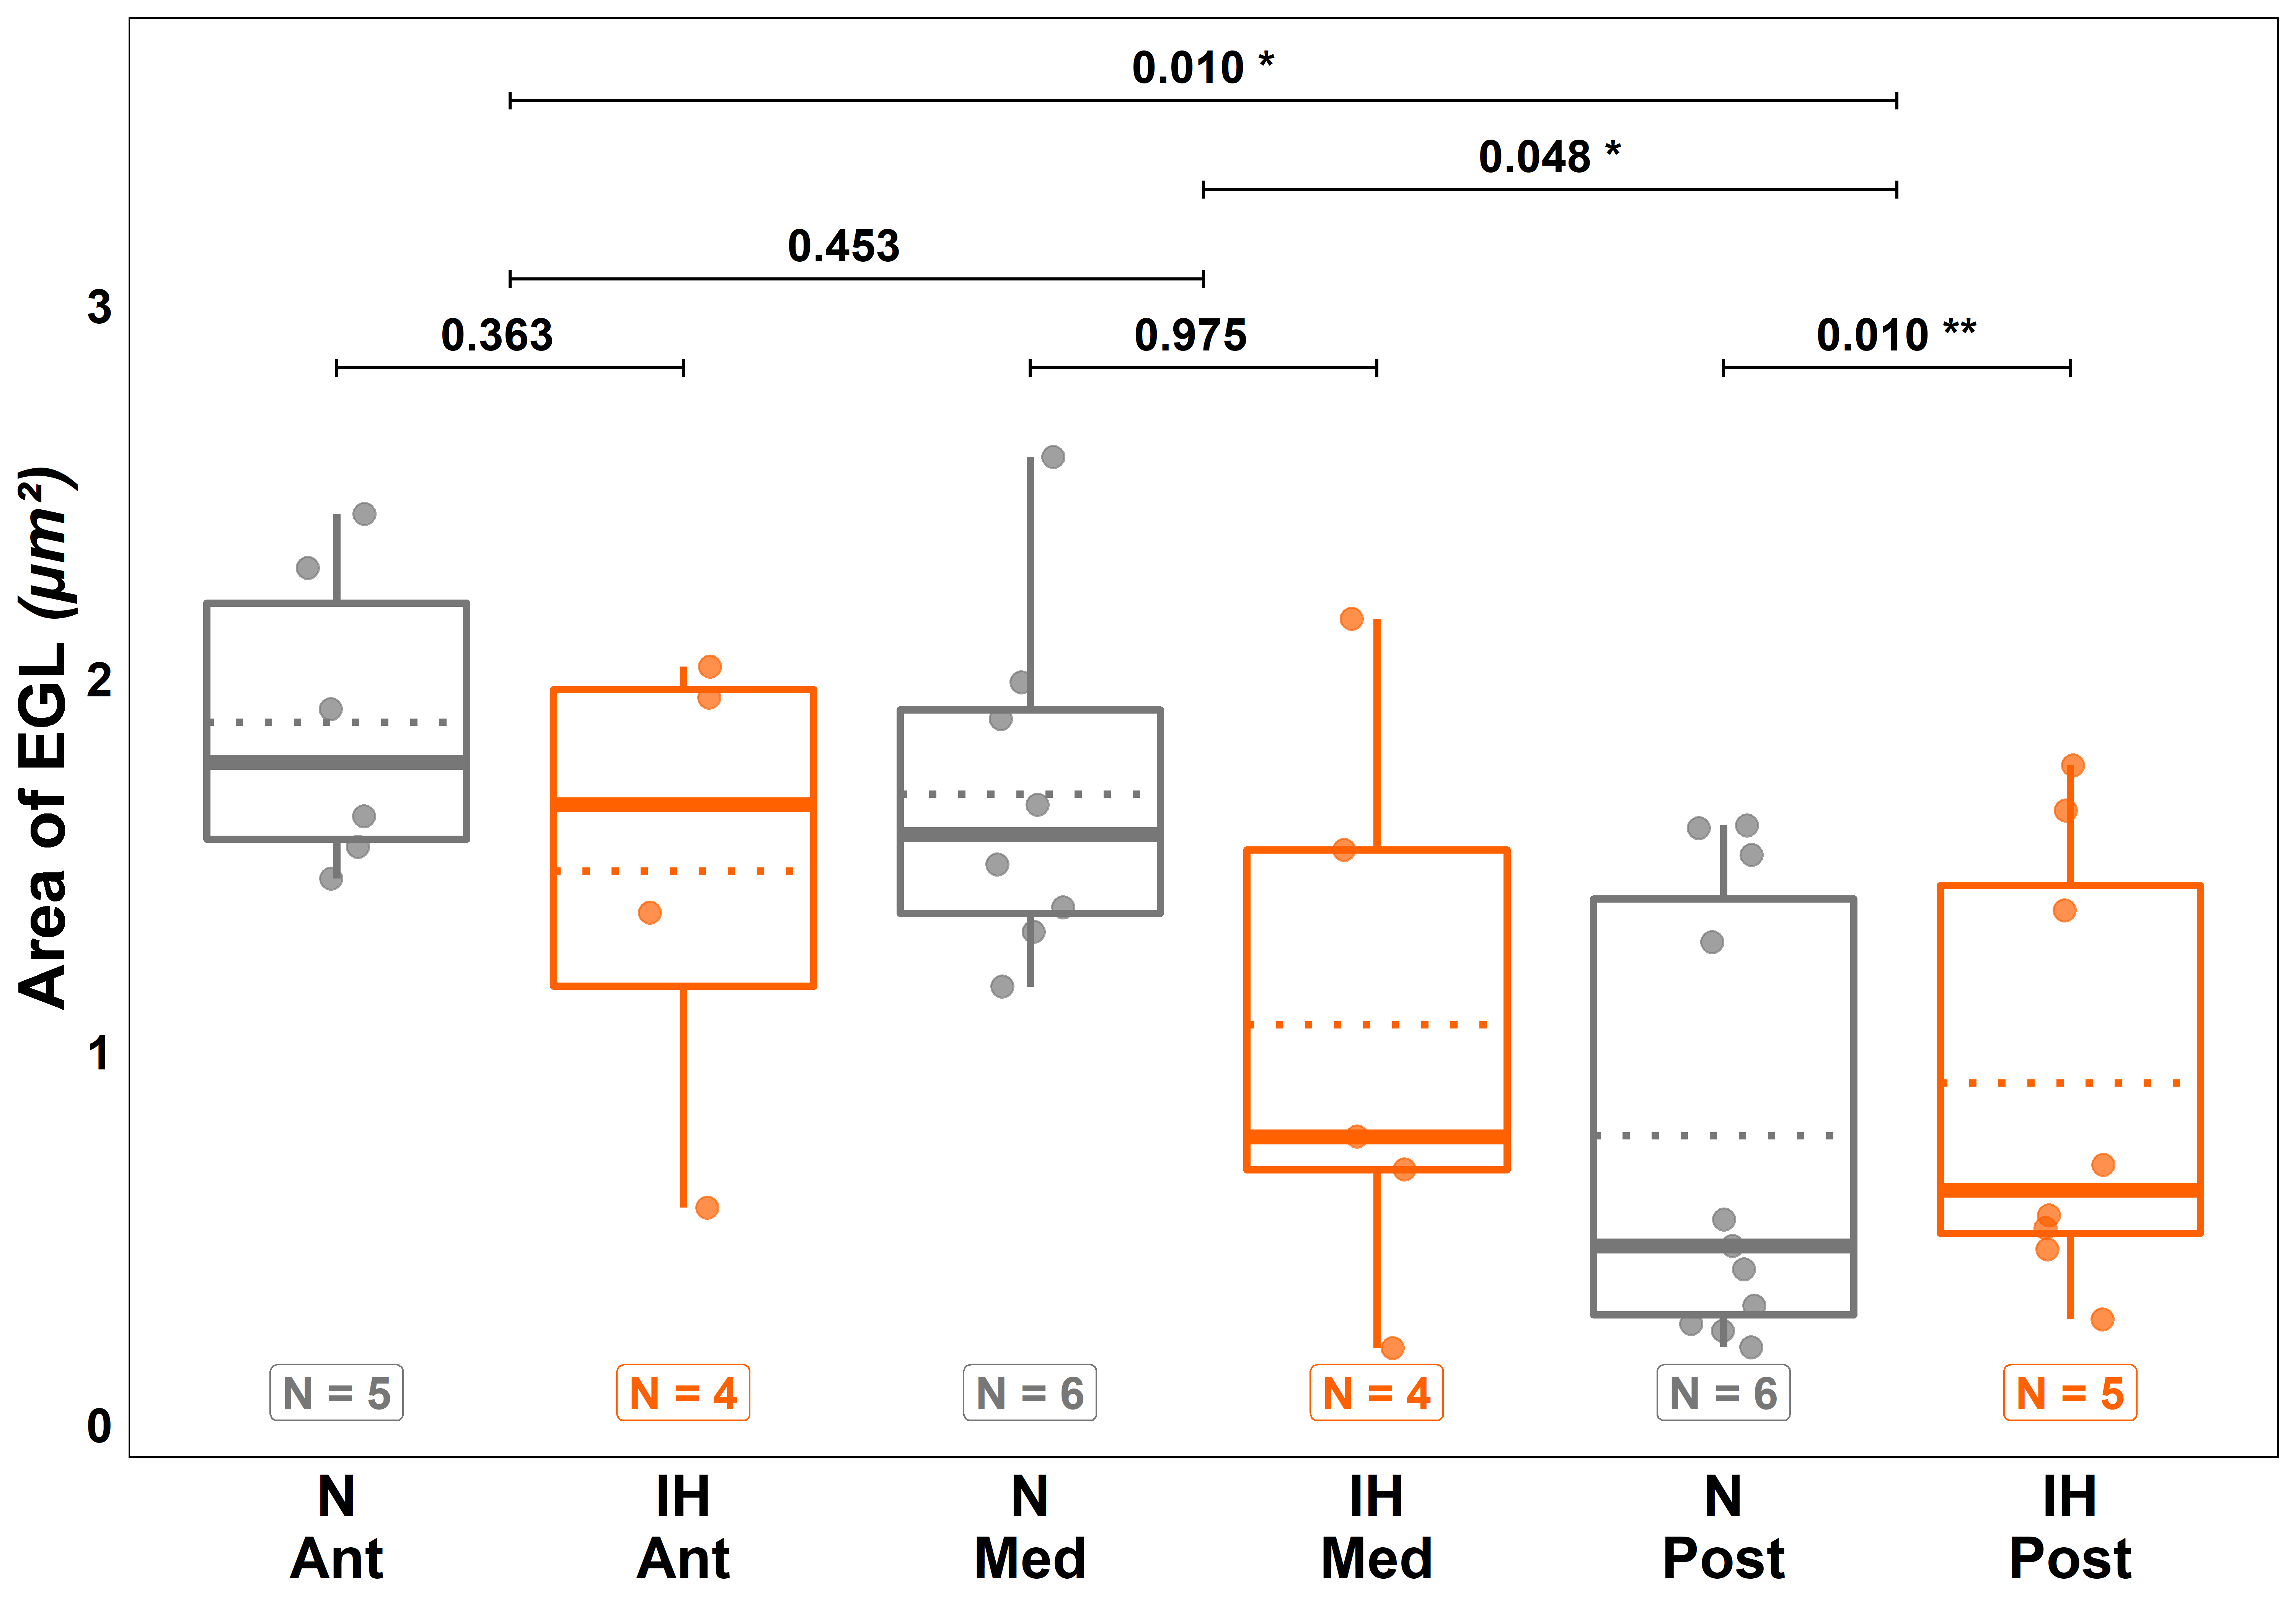 0.010 *
0.048 *
0.453
0.363
0.975
0.010 **
Area of EGL (µm²)
3
2
1
0
N = 5
N = 4
N = 6
N = 4
N = 6
N = 5
N
Ant
IH
Ant
N
Med
IH
Med
N
Post
IH
Post